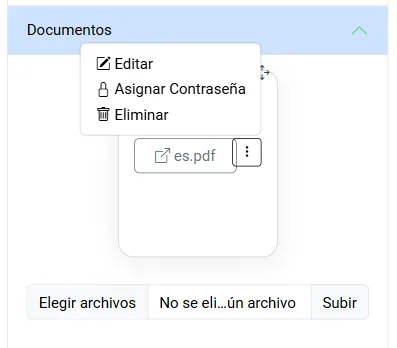 Documentos
Editar
Asignar Contraseña
Eliminar
es.pdf
Elegir archivos No se eli...ún archivo Subir